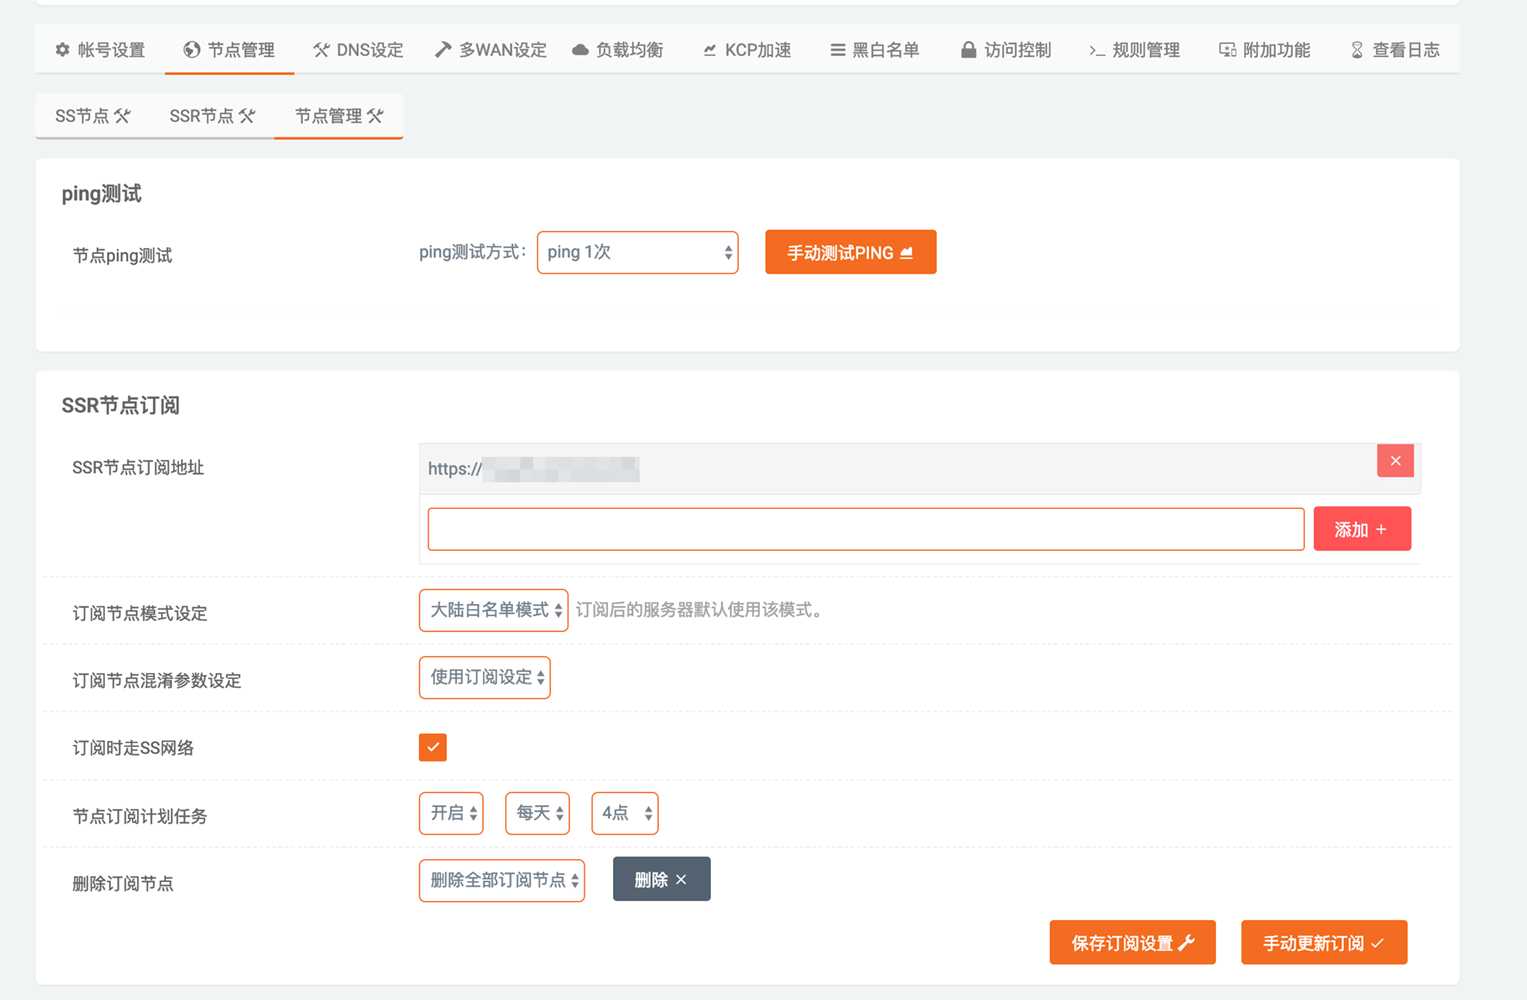 帐号设置 节点管理 DNS设定 多WAN设定 负载均衡 KCP加速 黑白名单 访问控制 规则管理 附加功能 查看日志
SS节点 SSR节点 节点管理
ping测试
节点ping测试 ping测试方式： ping 1次 手动测试PING
SSR节点订阅
SSR节点订阅地址 https://
添加 +
订阅节点模式设定 大陆白名单模式 订阅后的服务器默认使用该模式。
订阅节点混淆参数设定 使用订阅设定
订阅时走SS网络
节点订阅计划任务 开启 每天 4点
删除订阅节点 删除全部订阅节点 删除
保存订阅设置 手动更新订阅